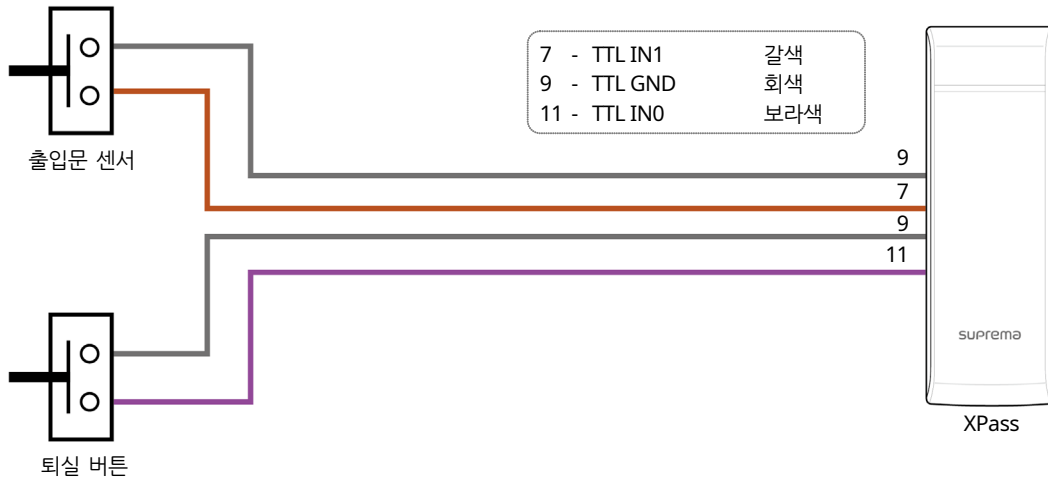 7 - TTL IN1 갈색
9 - TTL GND 회색
11 - TTL IN0 보라색
출입문 센서
9
7
9
11
suprema
XPass
퇴실 버튼